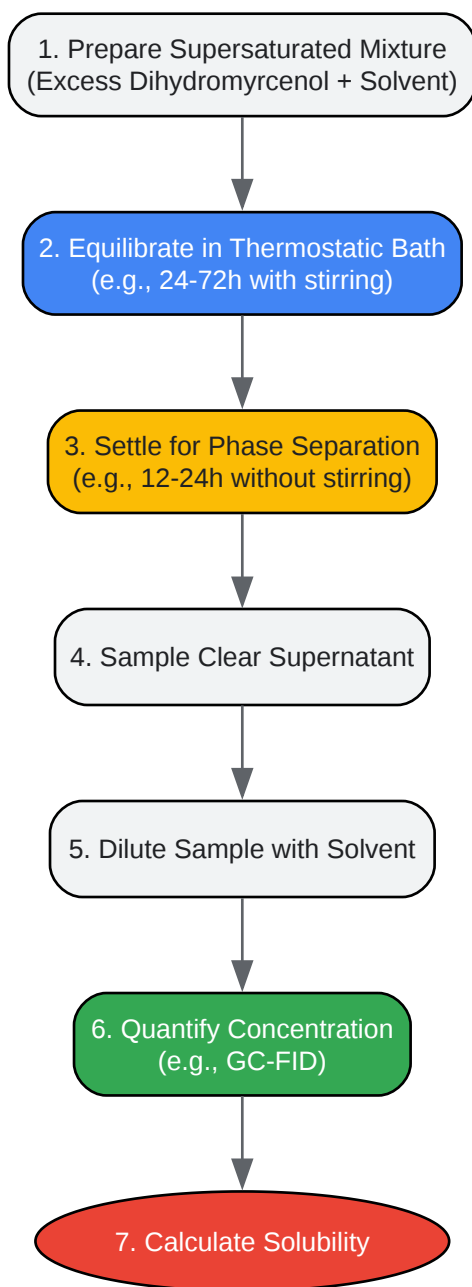 1. Prepare Supersaturated Mixture
(Excess Dihydromyrcenol + Solvent)
2. Equilibrate in Thermostatic Bath
(e.g., 24-72h with stirring)
3. Settle for Phase Separation
(e.g., 12-24h without stirring)
4. Sample Clear Supernatant
5. Dilute Sample with Solvent
6. Quantify Concentration
(e.g., GC-FID)
7. Calculate Solubility